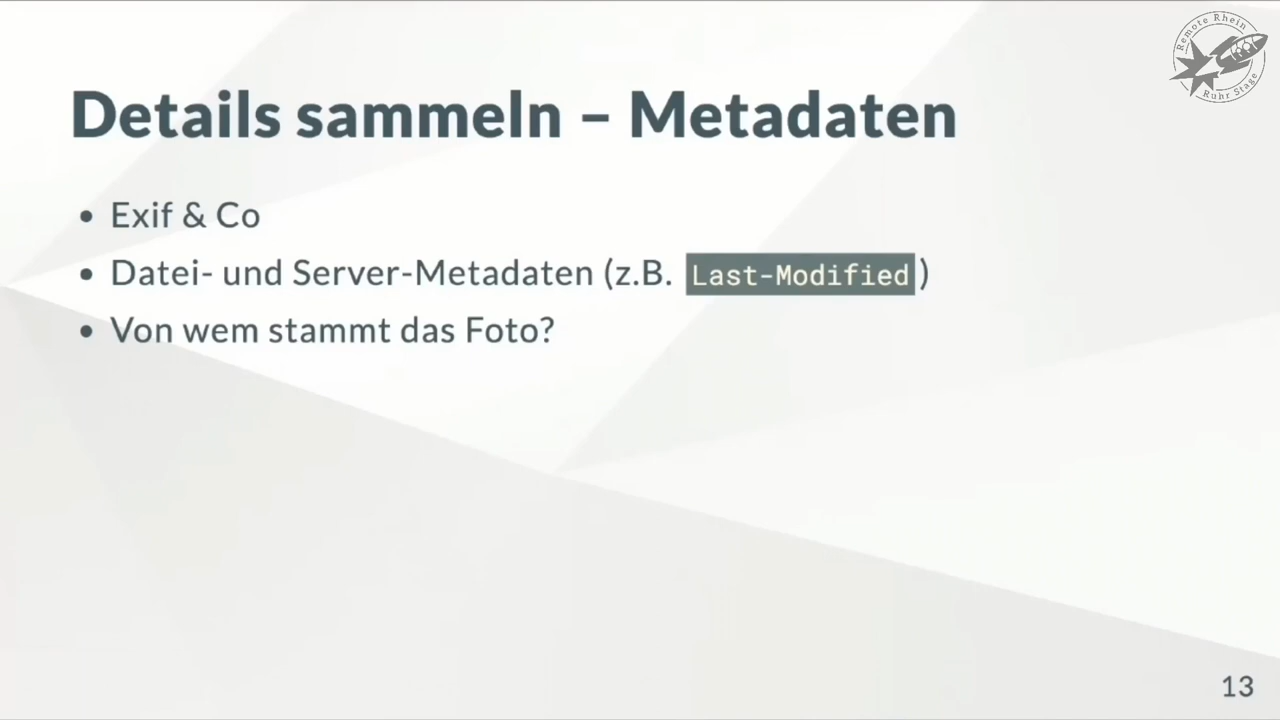 Remote Rhein
Ruhr Stage
Details sammeln – Metadaten
• Exif & Co
• Datei- und Server-Metadaten (z.B. Last-Modified)
• Von wem stammt das Foto?
13